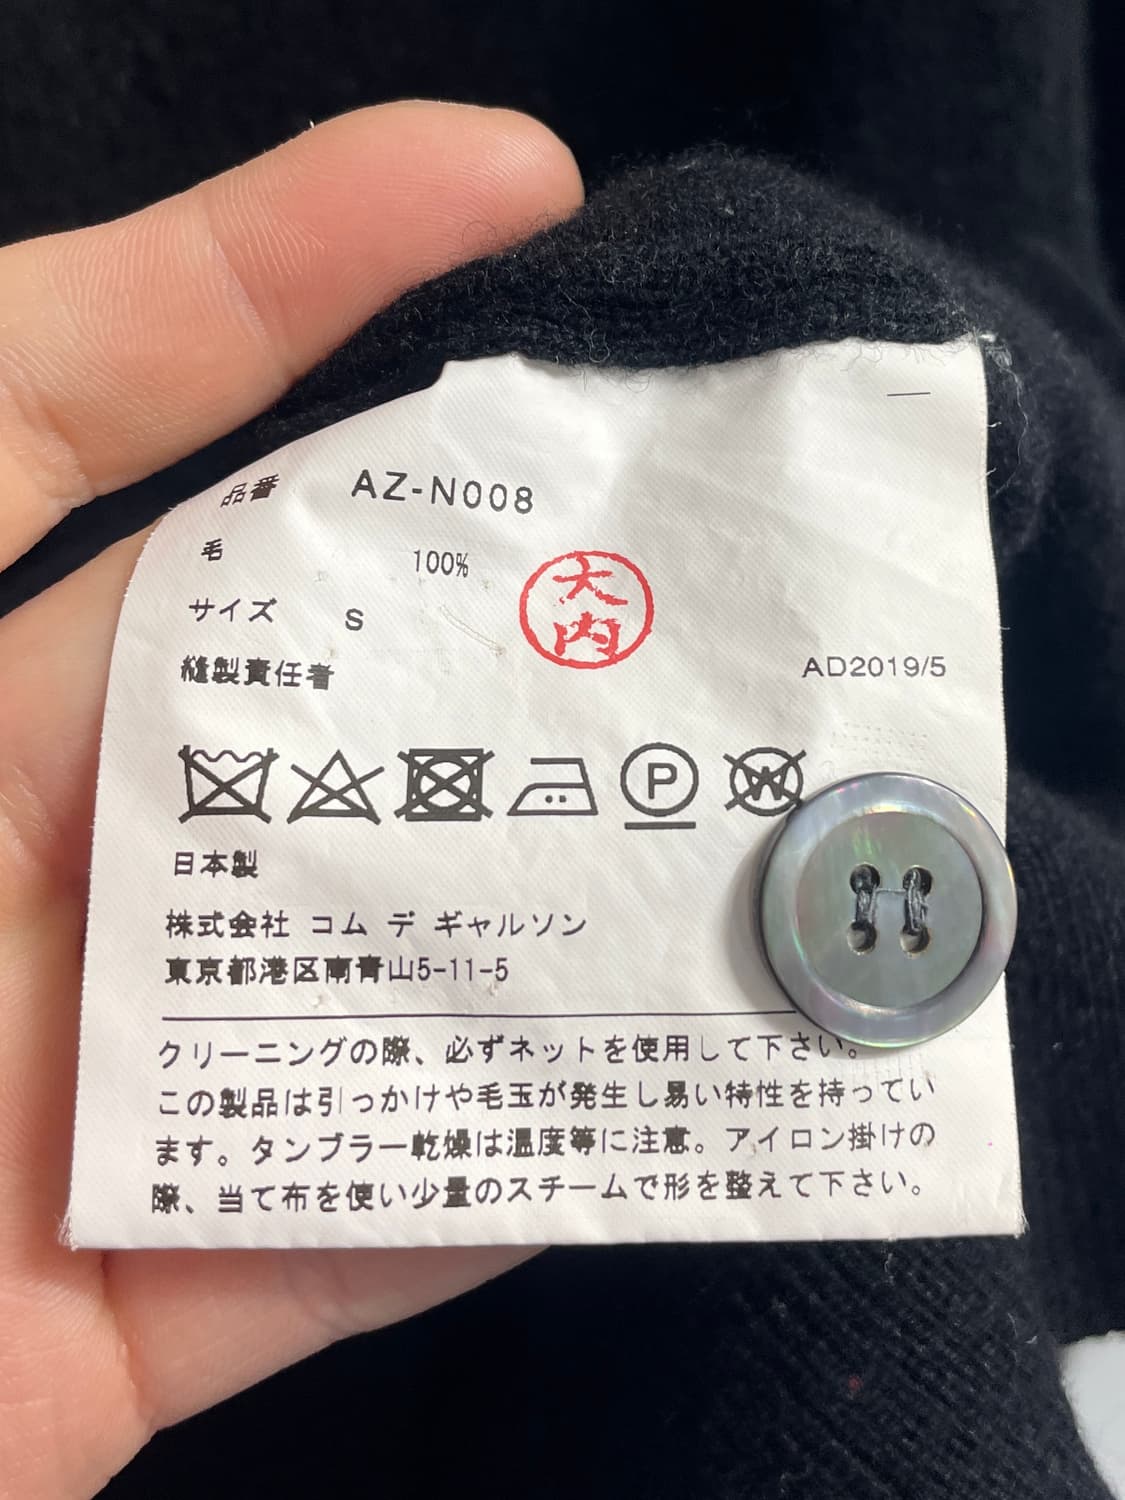 品番 AZ-N008
毛 100%
サイズ S
大内
縫製責任者 AD2019/5
P W
日本製
株式会社 コム デ ギャルソン
東京都港区南青山5-11-5
クリーニングの際、必ずネットを使用して下さい。
この製品は引っかけや毛玉が発生し易い特性を持ってい
ます。タンブラー乾燥は温度等に注意。アイロン掛けの
際、当て布を使い少量のスチームで形を整えて下さい。